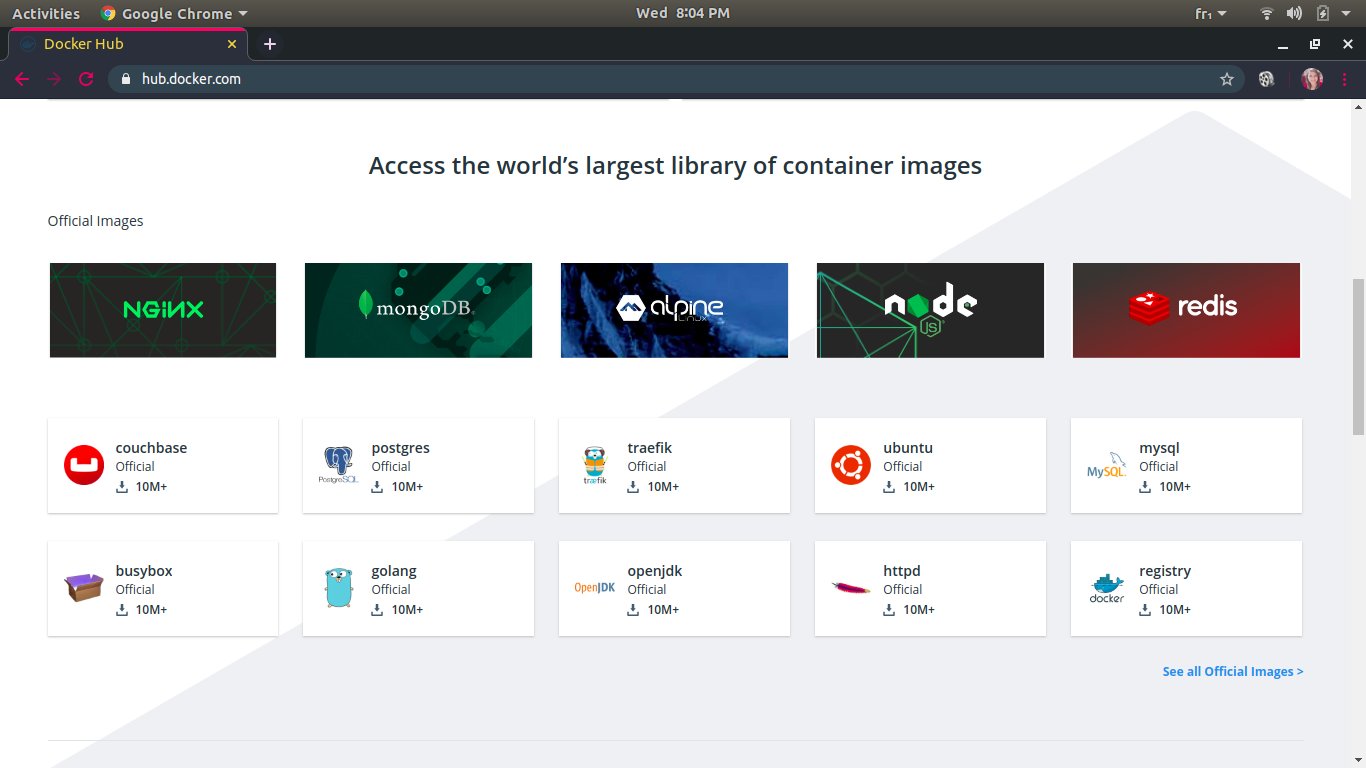 Activities Google Chrome Wed 8:04 PM fr₁
Docker Hub
hub.docker.com
Access the world's largest library of container images
Official Images
NGINX mongoDB® alpine LINUX node JS redis
couchbase postgres traefik ubuntu mysql
Official Official Official Official Official
PostgreSQL træfik MySQL
10M+ 10M+ 10M+ 10M+ 10M+
busybox golang openjdk httpd registry
OpenJDK Official Official Official Official Official
docker
10M+ 10M+ 10M+ 10M+ 10M+
See all Official Images >